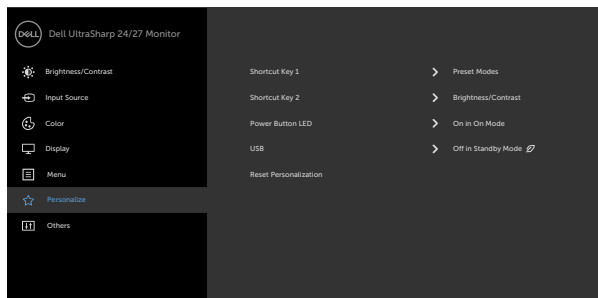 DELL Dell UltraSharp 24/27 Monitor
Brightness/Contrast Shortcut Key 1 Preset Modes
Input Source Shortcut Key 2 Brightness/Contrast
Color Power Button LED On in On Mode
Display USB Off in Standby Mode
Menu Reset Personalization
Personalize
Others